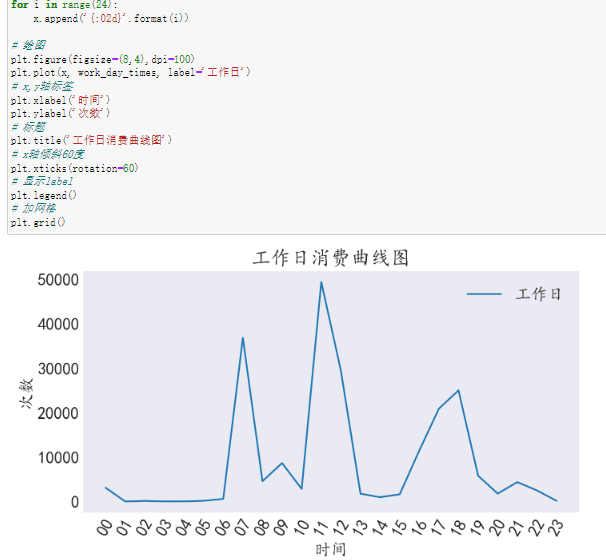 for i in range(24):
    x.append('{:02d}'.format(i))
# 绘图
plt.figure(figsize=(8,4),dpi=100)
plt.plot(x, work_day_times, label='工作日')
# x,y轴标签
plt.xlabel('时间')
plt.ylabel('次数')
# 标题
plt.title('工作日消费曲线图')
# x轴倾斜60度
plt.xticks(rotation=60)
# 显示label
plt.legend()
# 加网格
plt.grid()
工作日消费曲线图
工作日
次数
50000
40000
30000
20000
10000
0
00 01 02 03 04 05 06 07 08 09 10 11 12 13 14 15 16 17 18 19 20 21 22 23
时间